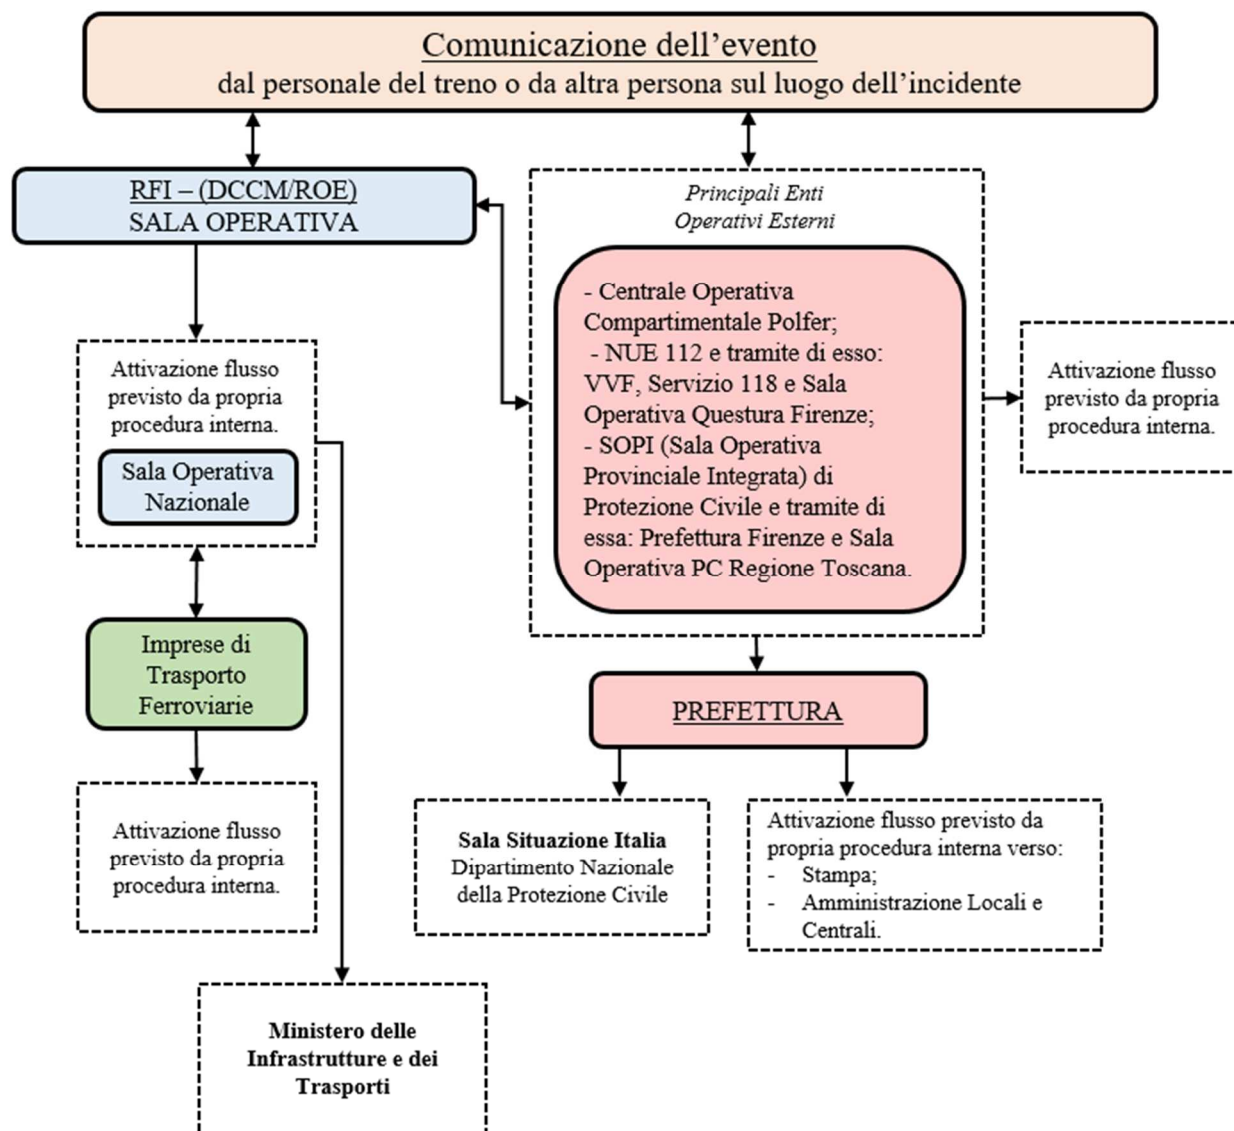 Comunicazione dell’evento
dal personale del treno o da altra persona sul luogo dell’incidente
RFI – (DCCM/ROE)
SALA OPERATIVA
Principali Enti
Operativi Esterni
- Centrale Operativa
Compartimentale Polfer;
- NUE 112 e tramite di esso:
VVF, Servizio 118 e Sala
Operativa Questura Firenze;
- SOPI (Sala Operativa
Provinciale Integrata) di
Protezione Civile e tramite di
essa: Prefettura Firenze e Sala
Operativa PC Regione Toscana.
Attivazione flusso
previsto da propria
procedura interna.
Attivazione flusso
previsto da propria
procedura interna.
Sala Operativa
Nazionale
Imprese di
Trasporto
Ferroviarie
PREFETTURA
Attivazione flusso
previsto da propria
procedura interna.
Sala Situazione Italia
Dipartimento Nazionale
della Protezione Civile
Attivazione flusso previsto da
propria procedura interna verso:
- Stampa;
- Amministrazione Locali e
Centrali.
Ministero delle
Infrastrutture e dei
Trasporti